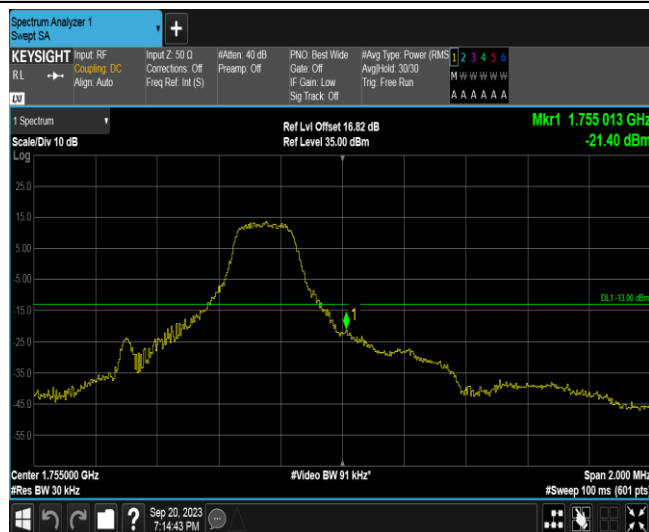 Spectrum Analyzer 1
Swept SA
KEYSIGHT
RL
Input: RF
Coupling: DC
Align: Auto
Input Z: 50 Ω
Corrections: Off
Freq Ref: Int (S)
#Atten: 40 dB
Preamp: Off
PNO: Best Wide
Gate: Off
IF Gain: Low
Sig Track: Off
#Avg Type: Power (RMS
Avg|Hold: 30/30
Trig: Free Run
1 2 3 4 5 6
M W W W W W
A A A A A A
LXI
1 Spectrum
Scale/Div 10 dB
Ref Lvl Offset 16.82 dB
Ref Level 35.00 dBm
Mkr1 1.755 013 GHz
-21.40 dBm
Log
25.0
15.0
5.00
-5.00
-15.0
-25.0
-35.0
-45.0
-55.0
DL1 -13.00 dBm
1
Center 1.755000 GHz
#Res BW 30 kHz
#Video BW 91 kHz*
Span 2.000 MHz
#Sweep 100 ms (601 pts)
?
Sep 20, 2023
7:14:43 PM